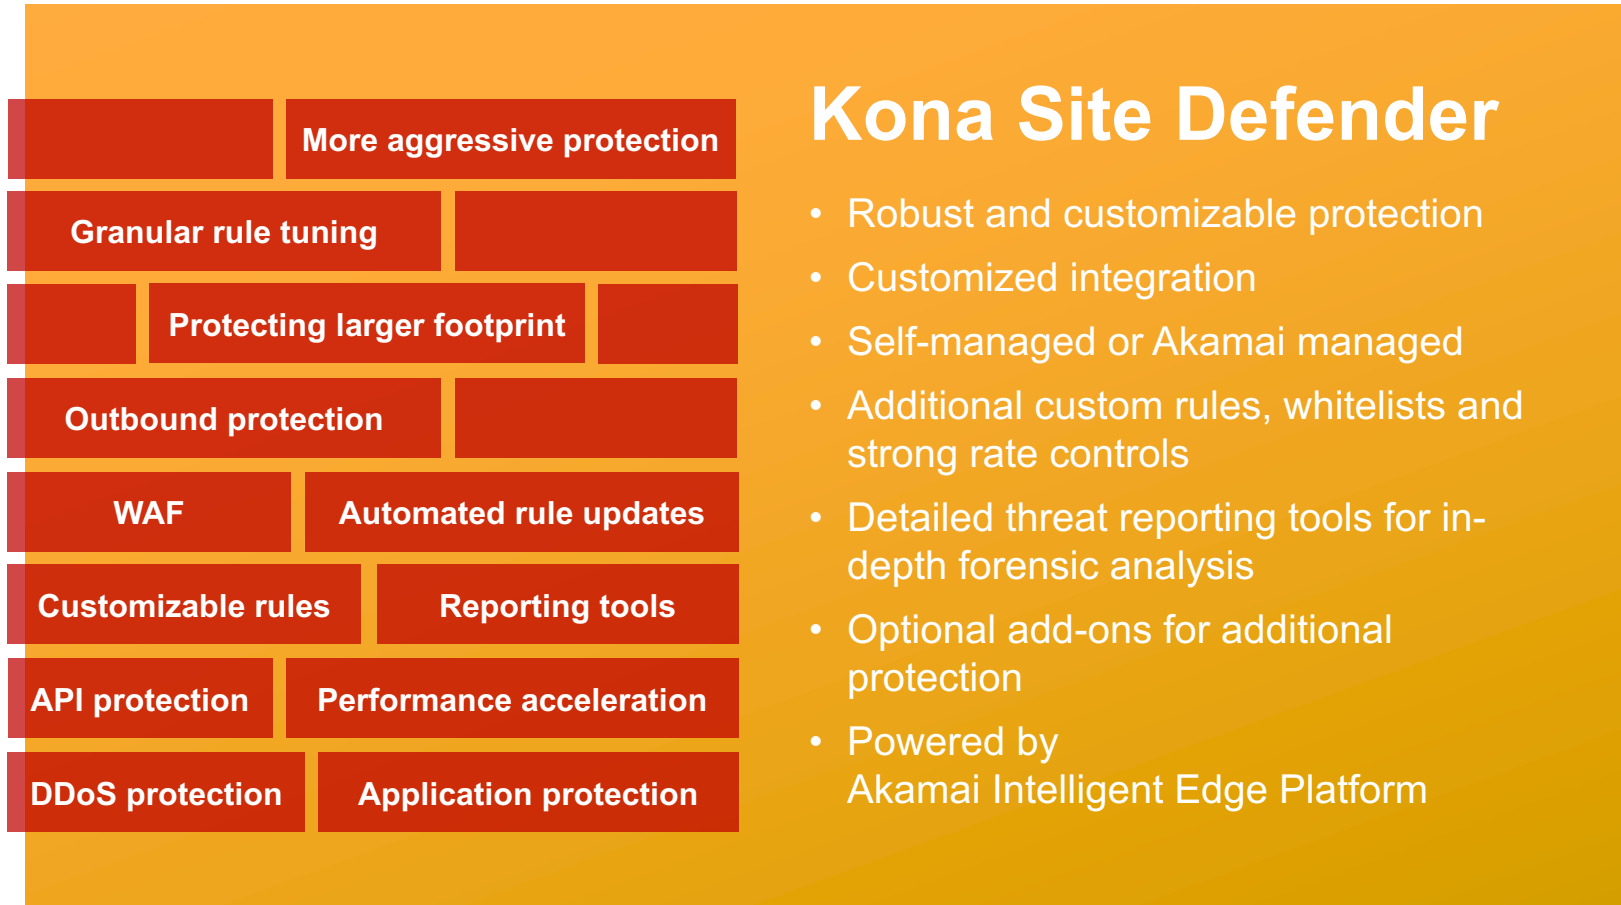 More aggressive protection
Granular rule tuning
Protecting larger footprint
Outbound protection
WAF
Automated rule updates
Customizable rules
Reporting tools
API protection
Performance acceleration
DDoS protection
Application protection
Kona Site Defender
• Robust and customizable protection
• Customized integration
• Self-managed or Akamai managed
• Additional custom rules, whitelists and
strong rate controls
• Detailed threat reporting tools for in-
depth forensic analysis
• Optional add-ons for additional
protection
• Powered by
Akamai Intelligent Edge Platform